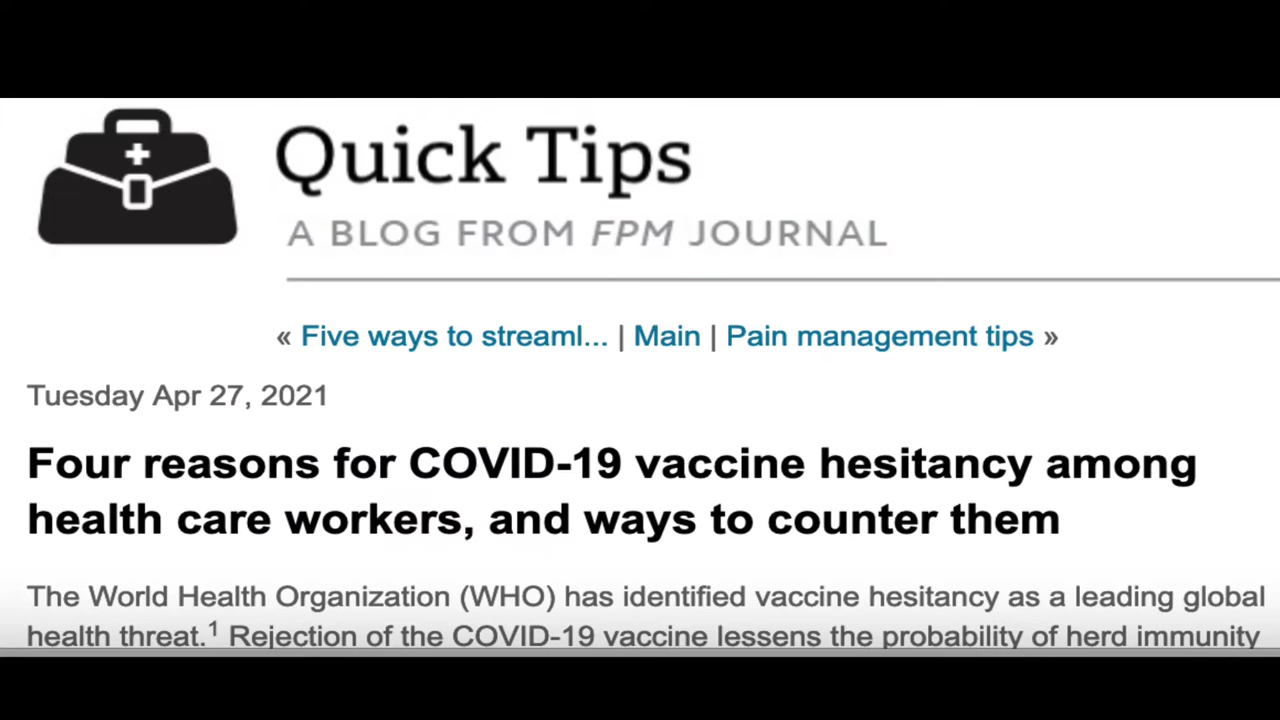 Quick Tips
A BLOG FROM FPM JOURNAL
« Five ways to streaml... | Main | Pain management tips »
Tuesday Apr 27, 2021
Four reasons for COVID-19 vaccine hesitancy among
health care workers, and ways to counter them
The World Health Organization (WHO) has identified vaccine hesitancy as a leading global
health threat.1 Rejection of the COVID-19 vaccine lessens the probability of herd immunity